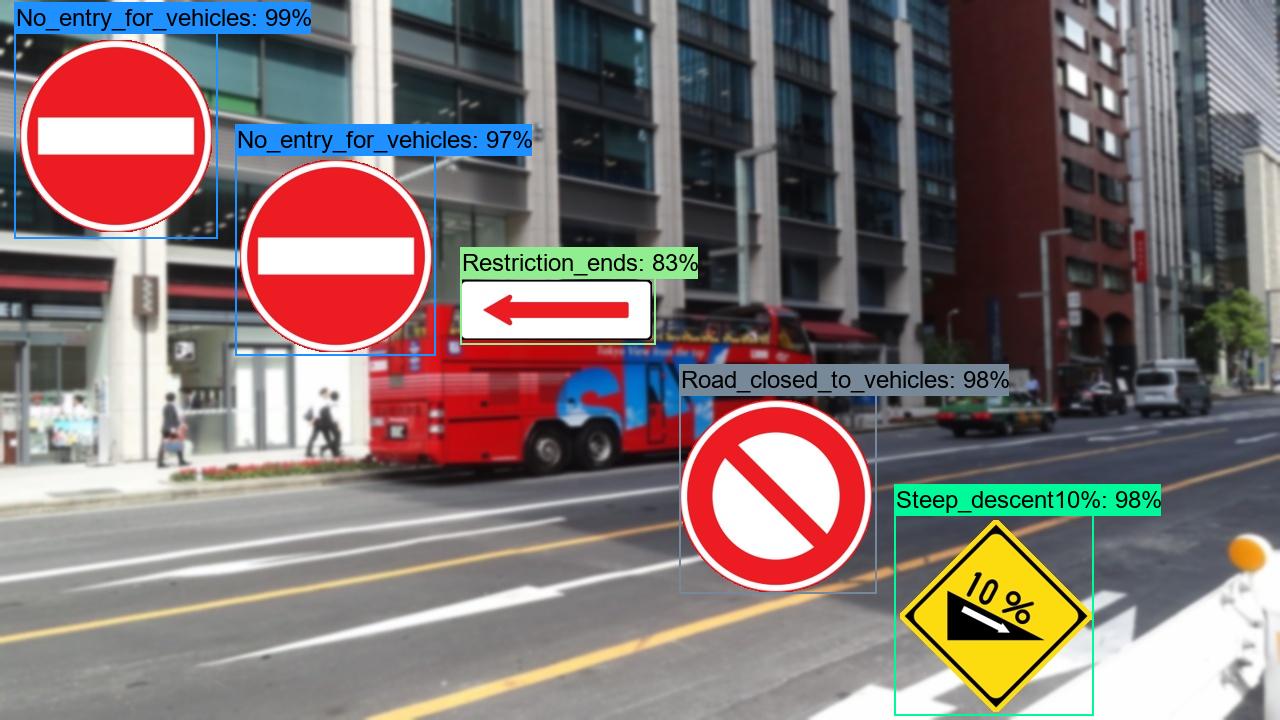 No_entry_for_vehicles: 99%
No_entry_for_vehicles: 97%
Restriction_ends: 83%
Road_closed_to_vehicles: 98%
Steep_descent10%: 98%
10%